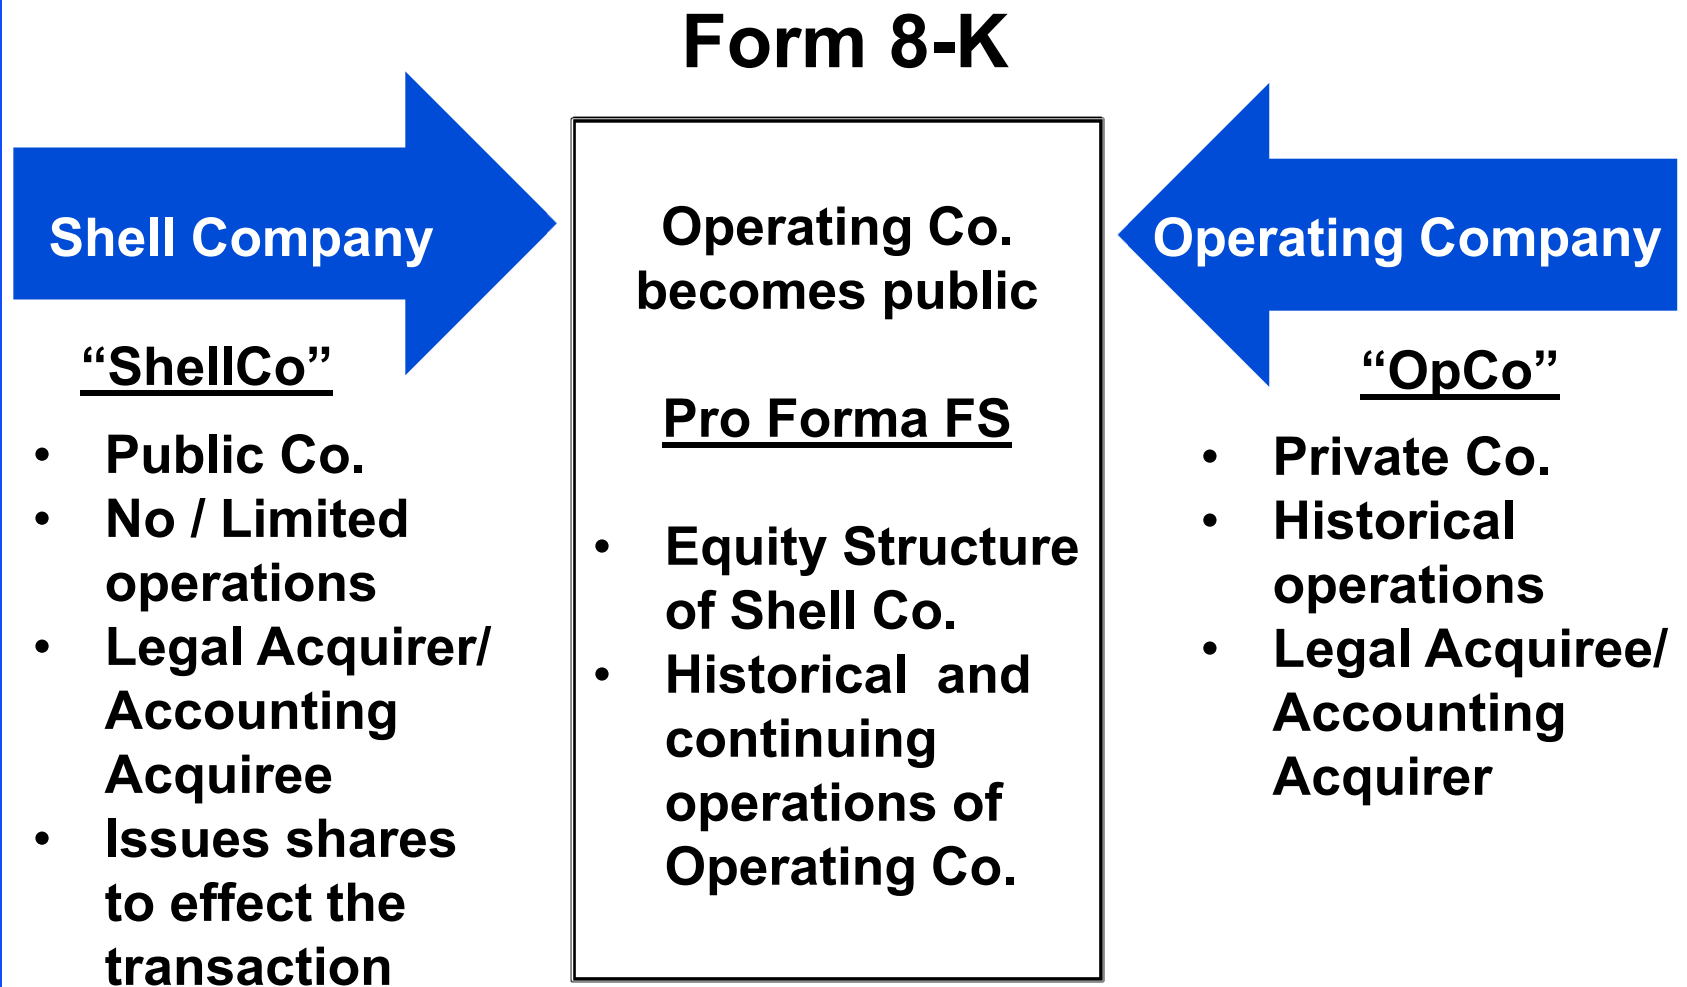 Form 8-K
Shell Company
“ShellCo”
• Public Co.
• No / Limited
operations
• Legal Acquirer/
Accounting
Acquiree
• Issues shares
to effect the
transaction
Operating Co.
becomes public
Pro Forma FS
• Equity Structure
of Shell Co.
• Historical and
continuing
operations of
Operating Co.
Operating Company
“OpCo”
• Private Co.
• Historical
operations
• Legal Acquiree/
Accounting
Acquirer